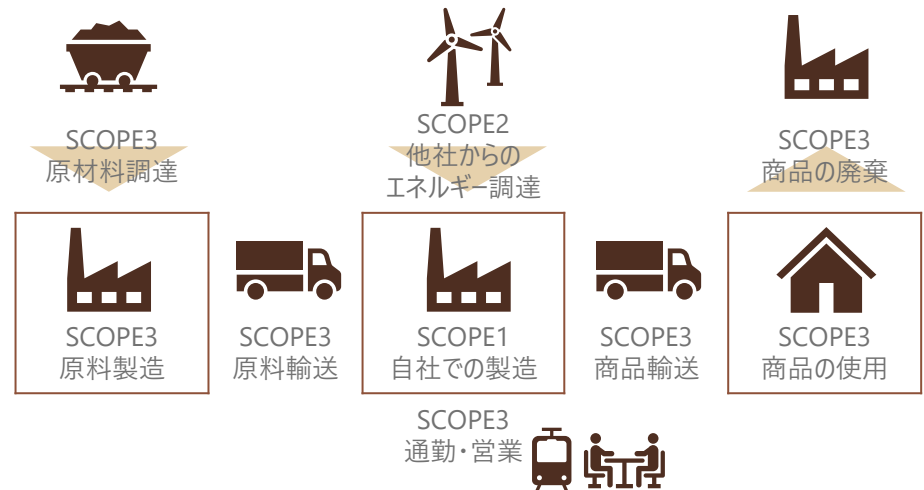 SCOPE3
原材料調達
SCOPE2
他社からの
エネルギー調達
SCOPE3
商品の廃棄
SCOPE3
原料製造
SCOPE3
原料輸送
SCOPE1
自社での製造
SCOPE3
商品輸送
SCOPE3
商品の使用
SCOPE3
通勤・営業